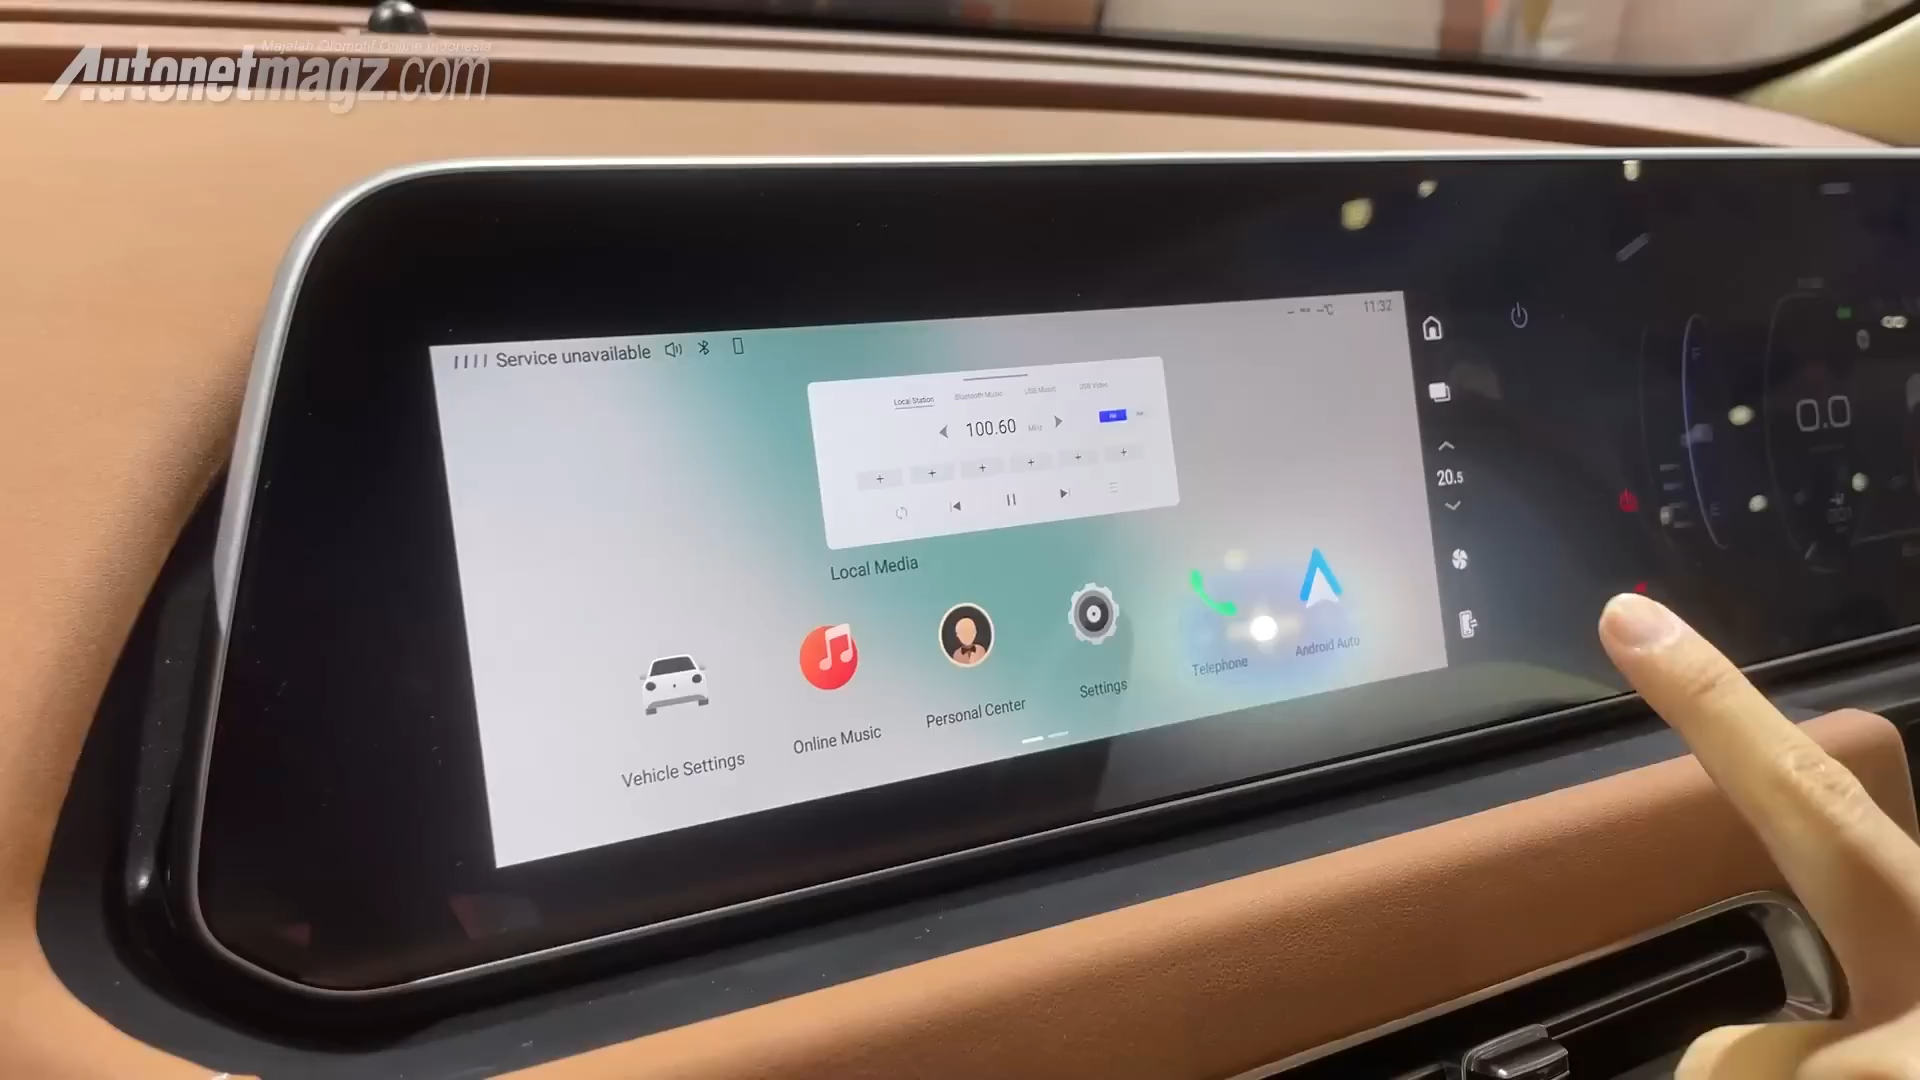 Majalah Otomotif Online Indonesia
Autonetmagz.com
Service unavailable
11:32
Local Station
Bluetooth Music
USB Music
USB Video
100.60
MHz
20.5
0.0
F
E
Local Media
Vehicle Settings
Online Music
Personal Center
Settings
Telephone
Android Auto